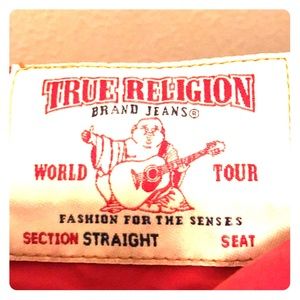 TRUE RELIGION
BRAND JEANS®
WORLD TOUR
FASHION FOR THE SENSES
SECTION STRAIGHT SEAT